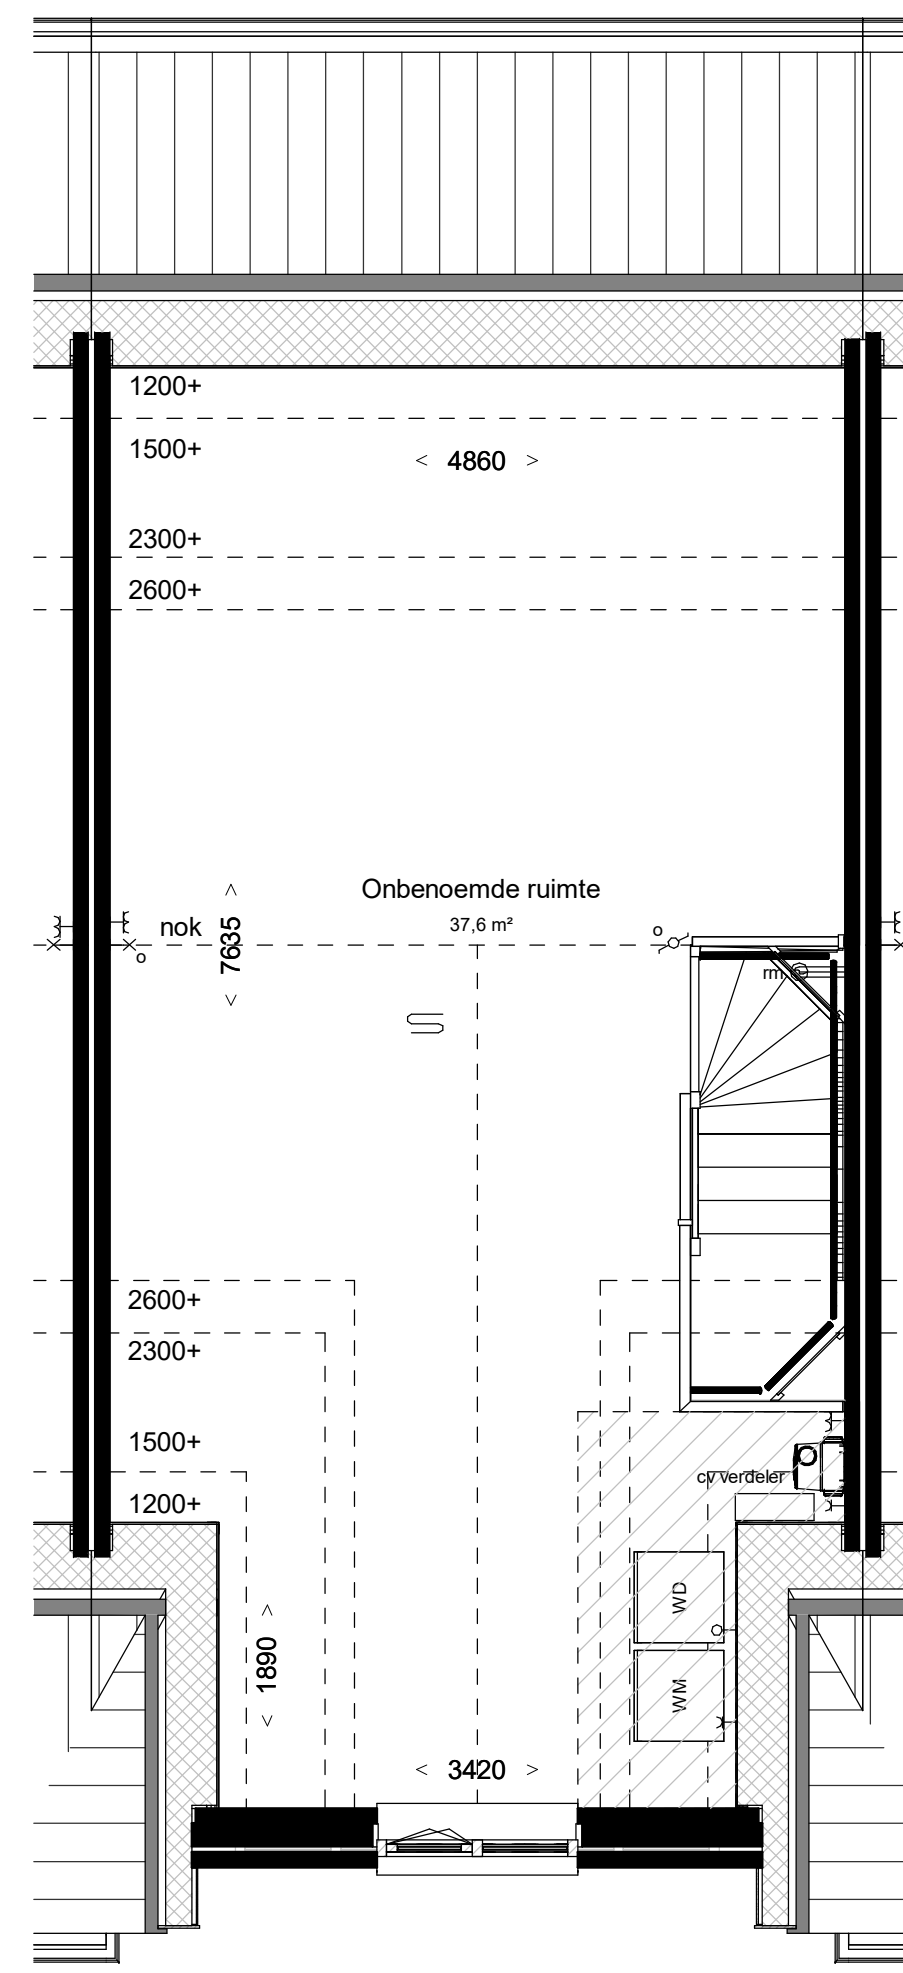 1200+
1500+
< 4860 >
2300+
2600+
Onbenoemde ruimte
37,6 m²
nok
< 7635 >
rm
2600+
2300+
1500+
cv verdeler
1200+
WD
< 1890 >
WM
< 3420 >